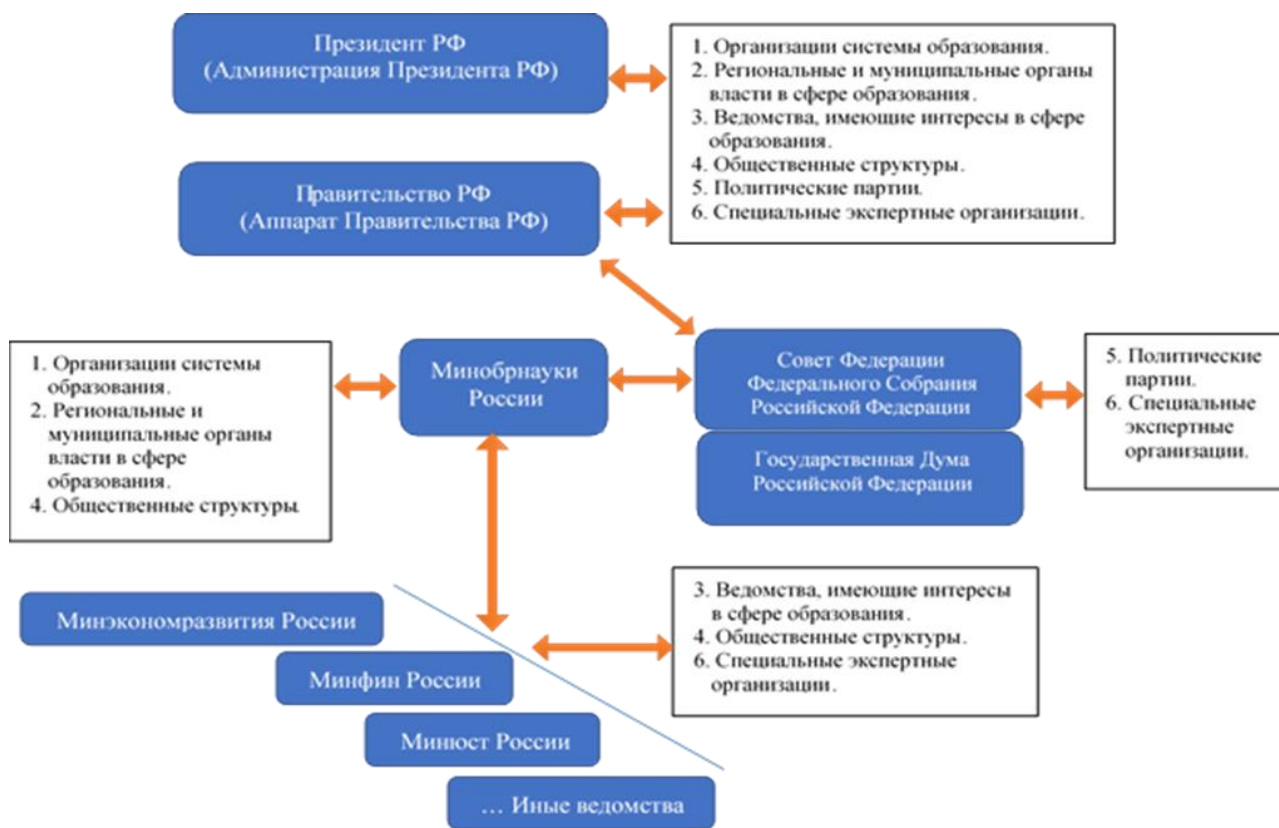 Президент РФ
(Администрация Президента РФ)
1. Организации системы образования.
2. Региональные и муниципальные органы
власти в сфере образования.
3. Ведомства, имеющие интересы в сфере
образования.
4. Общественные структуры.
5. Политические партии.
6. Специальные экспертные организации.
Правительство РФ
(Аппарат Правительства РФ)
1. Организации системы
образования.
2. Региональные и
муниципальные органы
власти в сфере
образования.
4. Общественные структуры.
Минобрнауки
России
Совет Федерации
Федерального Собрания
Российской Федерации
Государственная Дума
Российской Федерации
5. Политические
партии.
6. Специальные
экспертные
организации.
3. Ведомства, имеющие интересы
в сфере образования.
4. Общественные структуры.
6. Специальные экспертные
организации.
Минэкономразвития России
Минфин России
Минюст России
... Иные ведомства